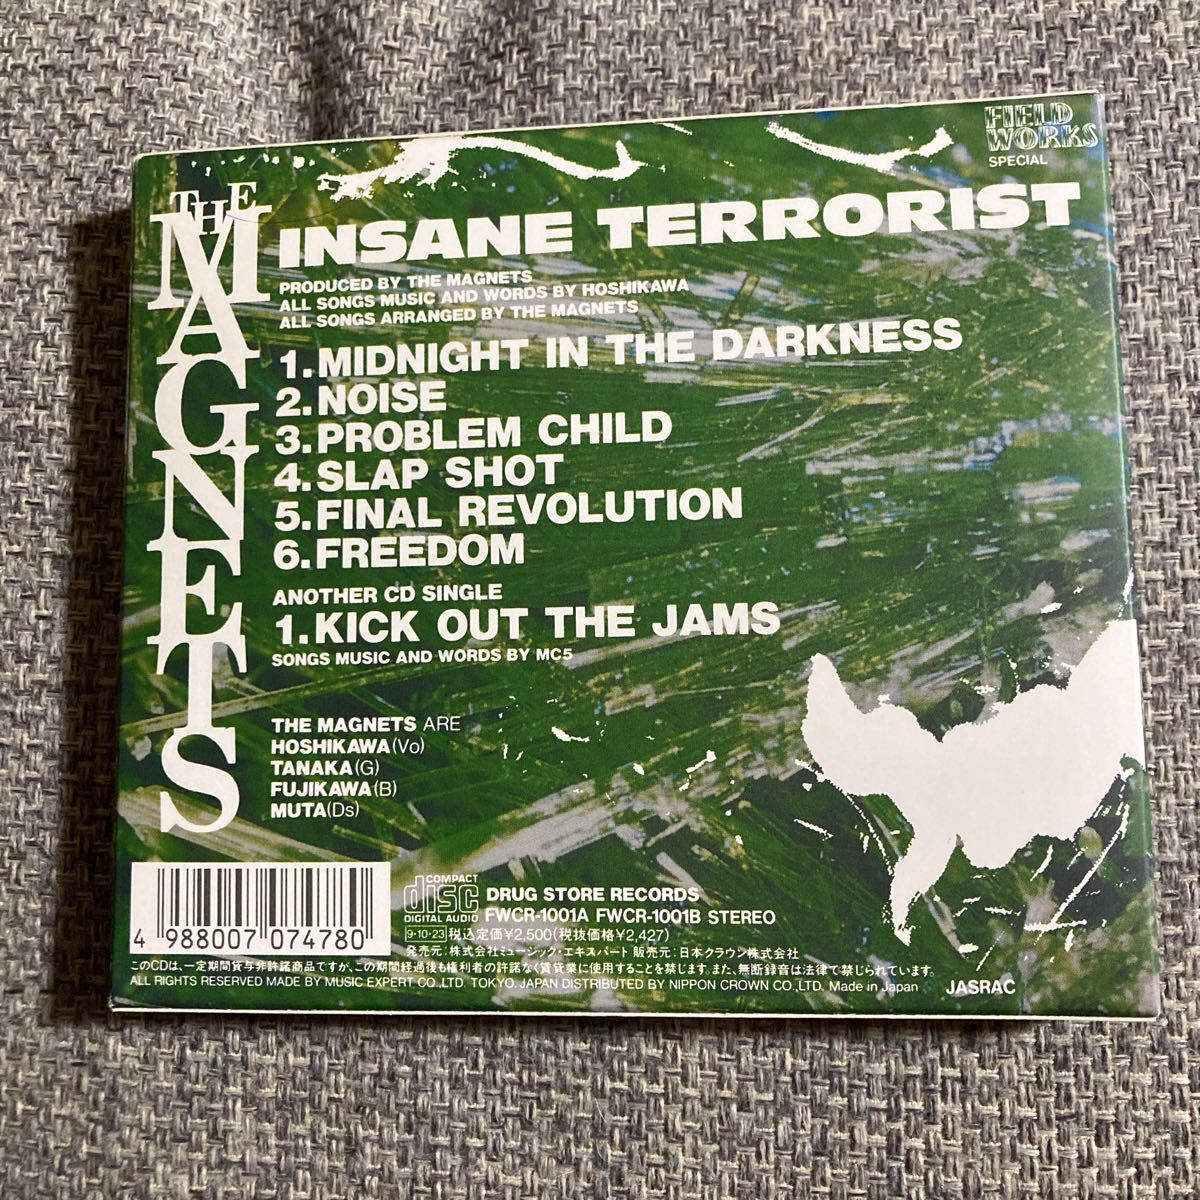 FIELD
WORKS
SPECIAL
THE
MAGNETS
INSANE TERRORIST
PRODUCED BY THE MAGNETS
ALL SONGS MUSIC AND WORDS BY HOSHIKAWA
ALL SONGS ARRANGED BY THE MAGNETS
1.MIDNIGHT IN THE DARKNESS
2.NOISE
3.PROBLEM CHILD
4.SLAP SHOT
5.FINAL REVOLUTION
6.FREEDOM
ANOTHER CD SINGLE
1.KICK OUT THE JAMS
SONGS MUSIC AND WORDS BY MC5
THE MAGNETS ARE
HOSHIKAWA(Vo)
TANAKA(G)
FUJIKAWA(B)
MUTA(Ds)
4 988007 074780
COMPACT
disc
DIGITAL AUDIO
DRUG STORE RECORDS
FWCR-1001A FWCR-1001B STEREO
9·10·23 税込定価¥2,500(税抜価格¥2,427)
発売元:株式会社ミュージック・エキスパート 販売元:日本クラウン株式会社
このCDは、一定期間貸与非許諾商品ですが、この期間経過後も権利者の許諾なく賃貸業に使用することを禁じます。また、無断録音は法律で禁じられています。
ALL RIGHTS RESERVED MADE BY MUSIC EXPERT CO.,LTD. TOKYO. JAPAN DISTRIBUTED BY NIPPON CROWN CO.,LTD. Made in Japan JASRAC